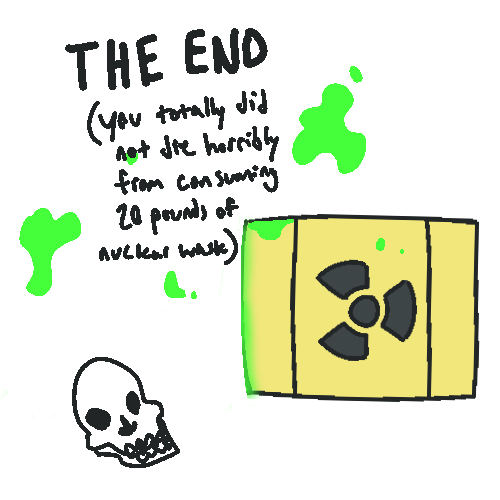 THE END
(you totally did
not die horribly
from consuming
20 pounds of
nuclear waste)